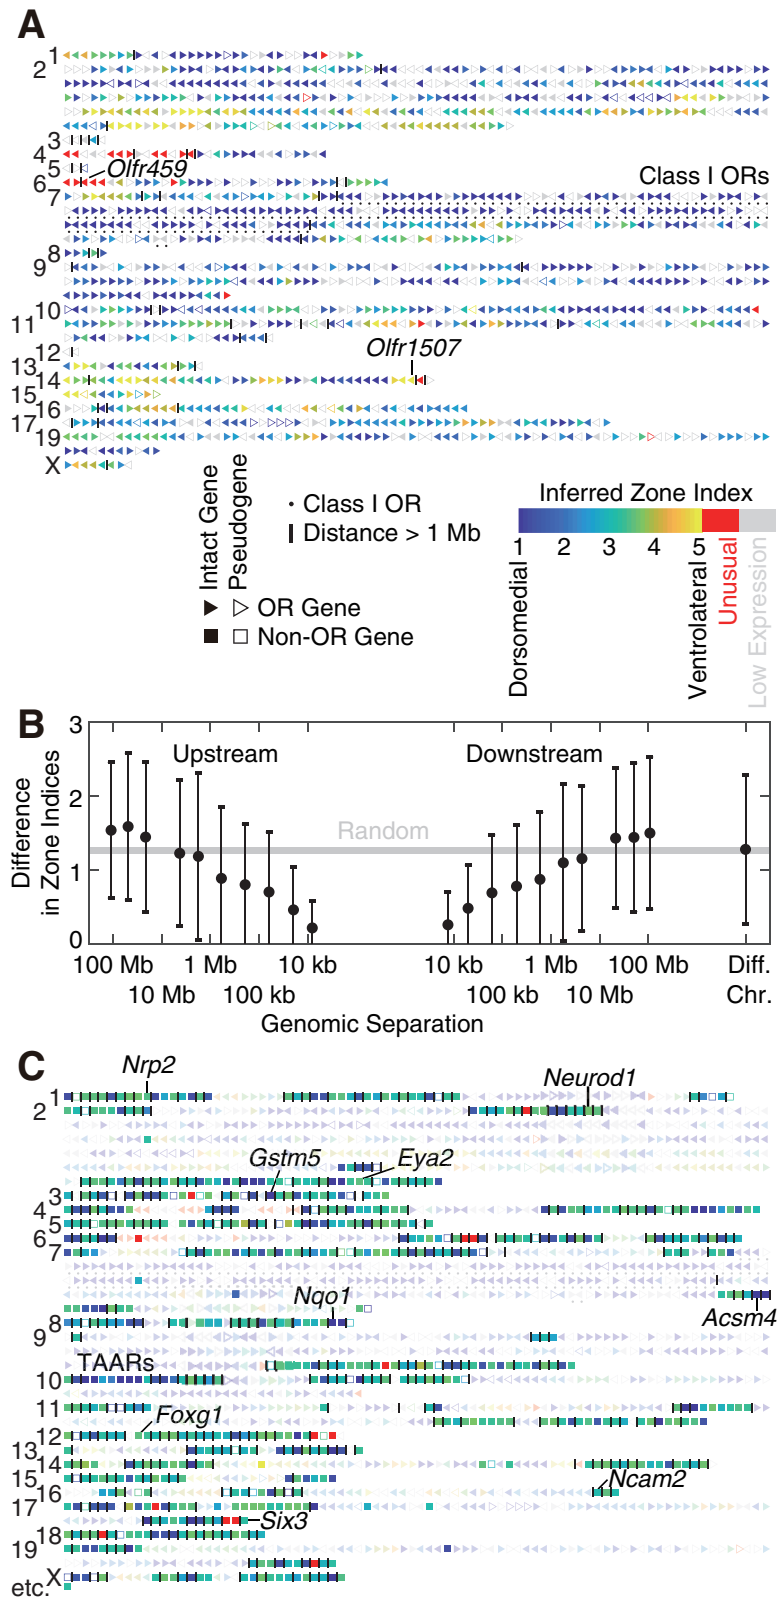 A
1
2
3
4
5
Olfr459
6
Class I ORs
7
8
9
10
11
Olfr1507
12
13
14
15
16
17
19
X
Intact Gene
Pseudogene
Class I OR
Distance > 1 Mb
OR Gene
Non-OR Gene
Inferred Zone Index
1 2 3 4 5
Dorsomedial
Ventrolateral
Unusual
Low Expression
B
3
2
1
0
Difference
in Zone Indices
Upstream
Downstream
Random
100 Mb 1 Mb 10 kb 10 kb 1 Mb 100 Mb Diff.
10 Mb 100 kb 100 kb 10 Mb Chr.
Genomic Separation
C
Nrp2
Neurod1
1
2
Gstm5
Eya2
3
4
5
6
7
Nqo1
Acsm4
8
9
TAARs
10
11
Foxg1
12
13
14
15
Ncam2
16
17
Six3
18
19
X
etc.